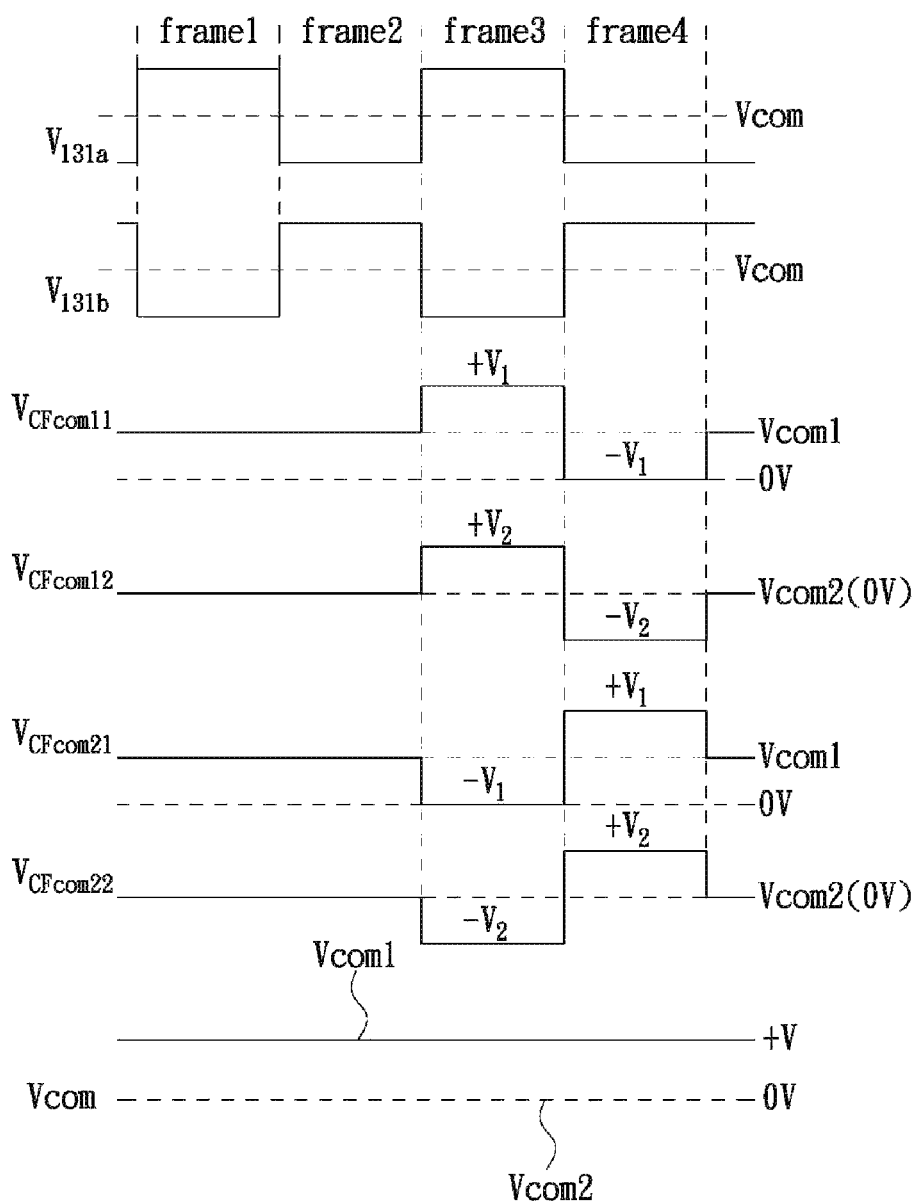 frame1 frame2 frame3 frame4
Vcom
V131a
Vcom
V131b
+V1
VCFcom11
Vcom1
-V1
0V
+V2
VCFcom12
Vcom2(0V)
-V2
+V1
VCFcom21
Vcom1
-V1
0V
+V2
VCFcom22
Vcom2(0V)
-V2
Vcom1
+V
Vcom
0V
Vcom2